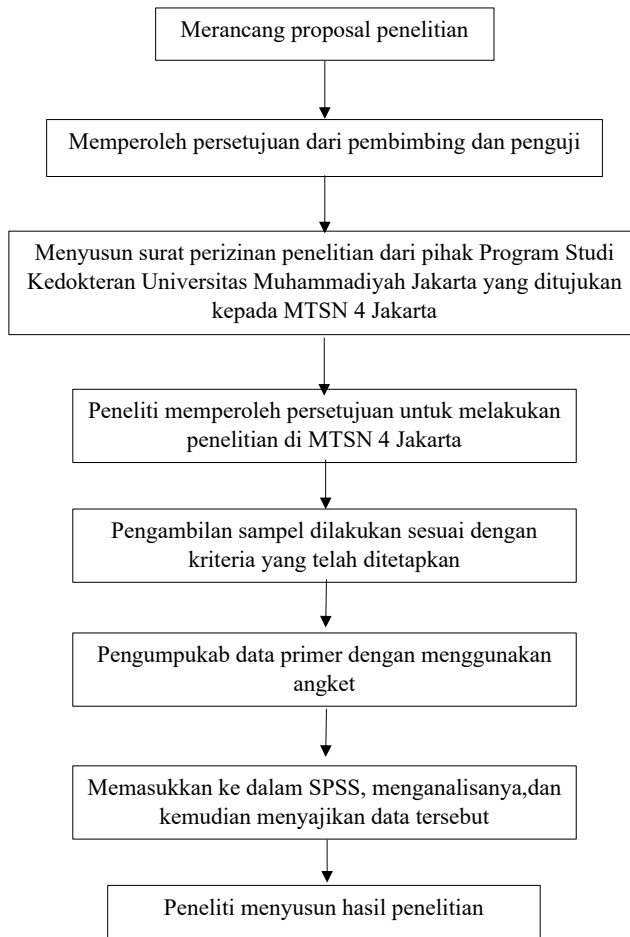 Merancang proposal penelitian
Memperoleh persetujuan dari pembimbing dan penguji
Menyusun surat perizinan penelitian dari pihak Program Studi
Kedokteran Universitas Muhammadiyah Jakarta yang ditujukan
kepada MTSN 4 Jakarta
Peneliti memperoleh persetujuan untuk melakukan
penelitian di MTSN 4 Jakarta
Pengambilan sampel dilakukan sesuai dengan
kriteria yang telah ditetapkan
Pengumpukab data primer dengan menggunakan
angket
Memasukkan ke dalam SPSS, menganalisanya,dan
kemudian menyajikan data tersebut
Peneliti menyusun hasil penelitian